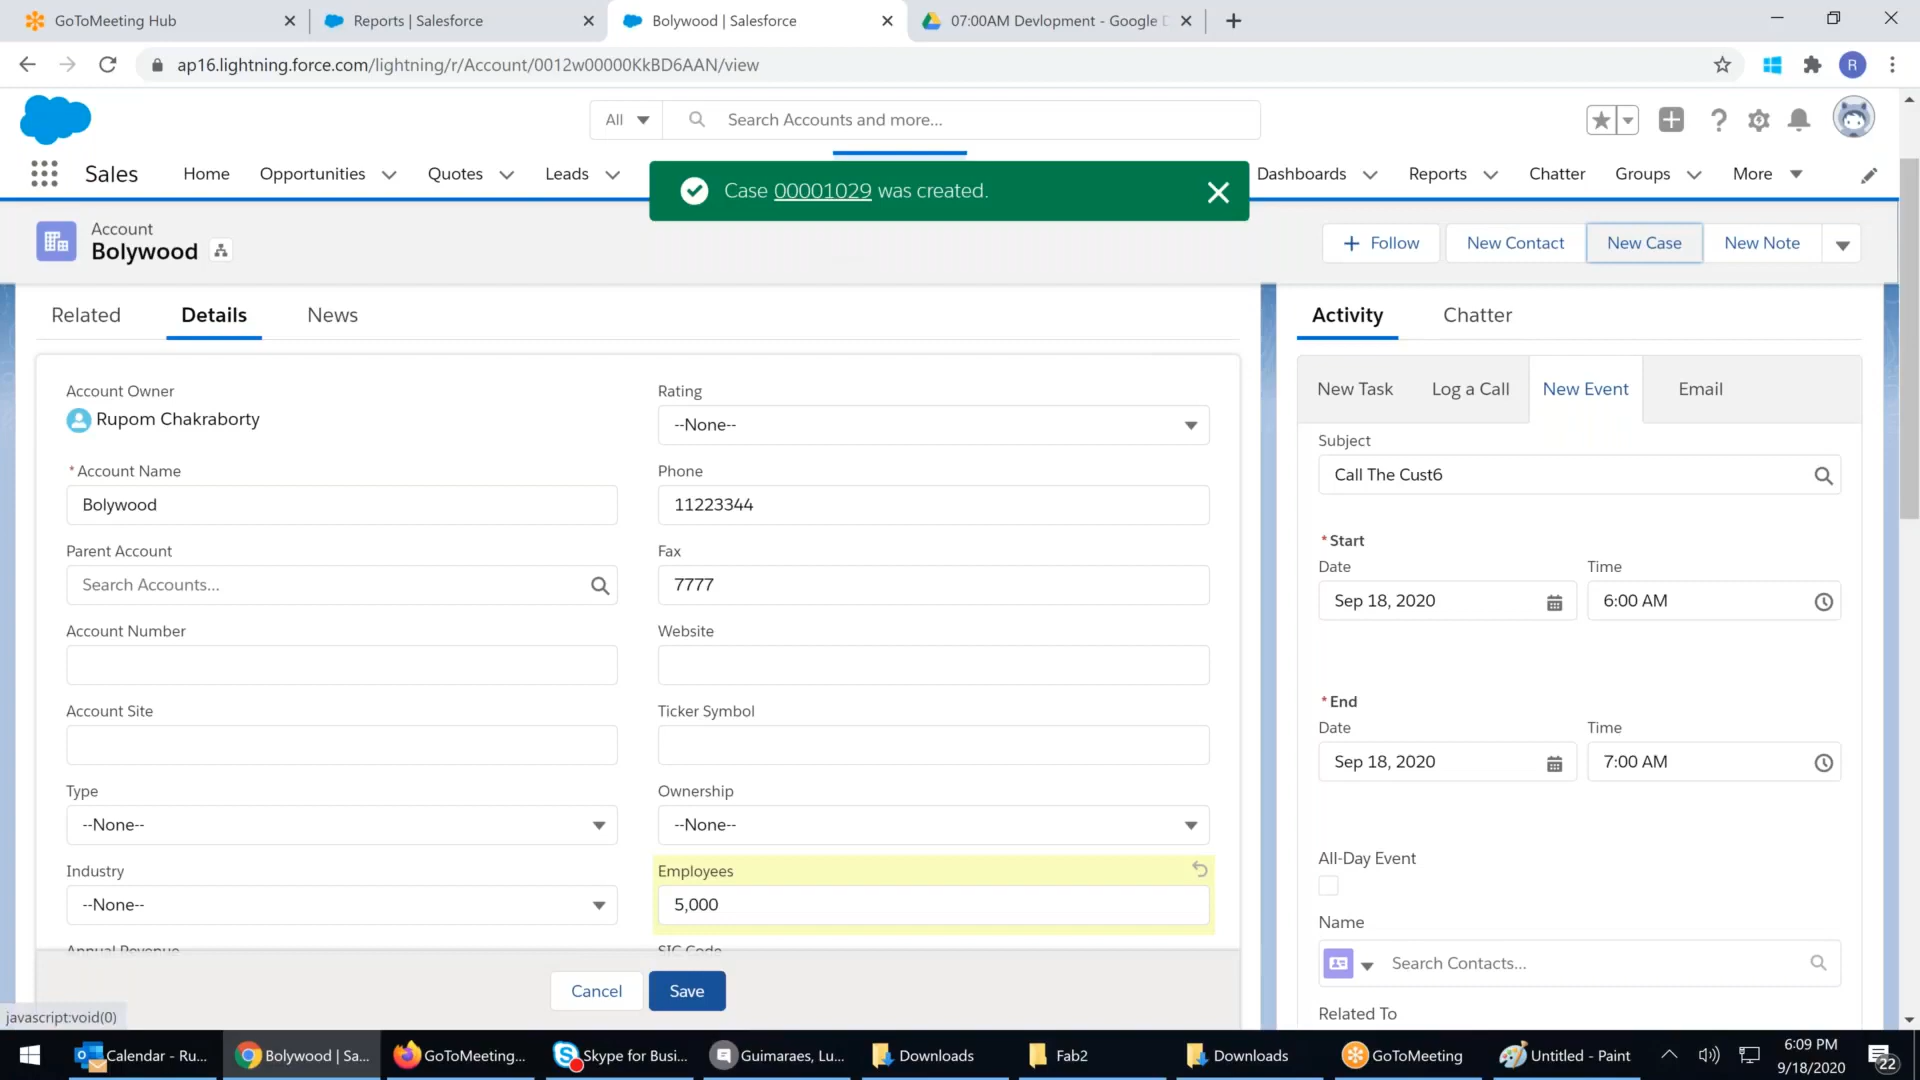 GoToMeeting Hub
Reports | Salesforce
Bolywood | Salesforce
07:00AM Devlopment - Google D
ap16.lightning.force.com/lightning/r/Account/0012w00000KkBD6AAN/view
R
All
Search Accounts and more...
Sales
Home
Opportunities
Quotes
Leads
Case 00001029 was created.
Dashboards
Reports
Chatter
Groups
More
Account
Bolywood
Follow
New Contact
New Case
New Note
Related
Details
News
Account Owner
Rupom Chakraborty
Rating
--None--
*Account Name
Bolywood
Phone
11223344
Parent Account
Search Accounts...
Fax
7777
Account Number
Website
Account Site
Ticker Symbol
Type
--None--
Ownership
--None--
Industry
--None--
Employees
5,000
Annual Revenue
SIC Code
Cancel
Save
Activity
Chatter
New Task
Log a Call
New Event
Email
Subject
Call The Cust6
*Start
Date
Time
Sep 18, 2020
6:00 AM
*End
Date
Time
Sep 18, 2020
7:00 AM
All-Day Event
Name
Search Contacts...
Related To
javascript:void(0)
Calendar - Ru...
Bolywood | Sa...
GoToMeeting...
Skype for Busi...
Guimaraes, Lu...
Downloads
Fab2
Downloads
GoToMeeting
Untitled - Paint
6:09 PM
9/18/2020
22